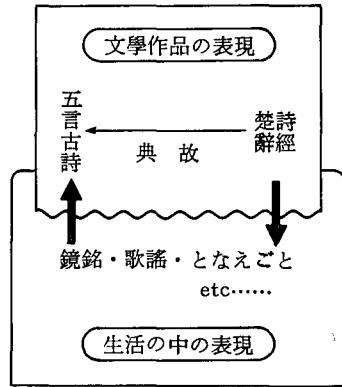 文學作品の表現
五言古詩
典故
詩經
楚辭
鏡銘・歌謠・となえごと
etc……
生活の中の表現